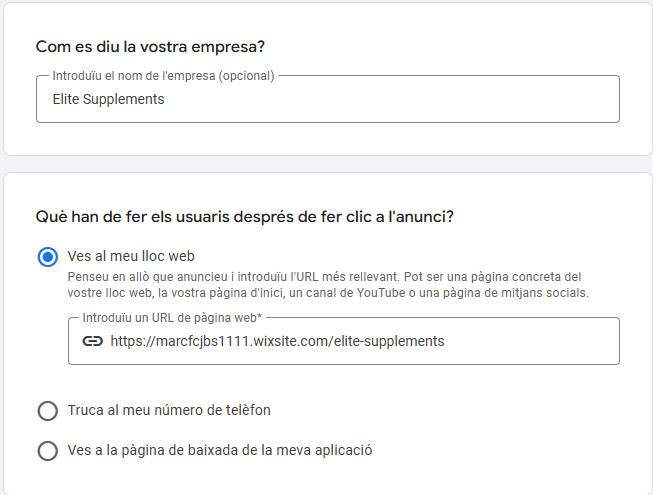 Com es diu la vostra empresa?
Introduïu el nom de l'empresa (opcional)
Elite Supplements
Què han de fer els usuaris després de fer clic a l'anunci?
Ves al meu lloc web
Penseu en allò que anuncieu i introduïu l'URL més rellevant. Pot ser una pàgina concreta del
vostre lloc web, la vostra pàgina d'inici, un canal de YouTube o una pàgina de mitjans socials.
Introduïu un URL de pàgina web*
https://marcfcjbs1111.wixsite.com/elite-supplements
Truca al meu número de telèfon
Ves a la pàgina de baixada de la meva aplicació